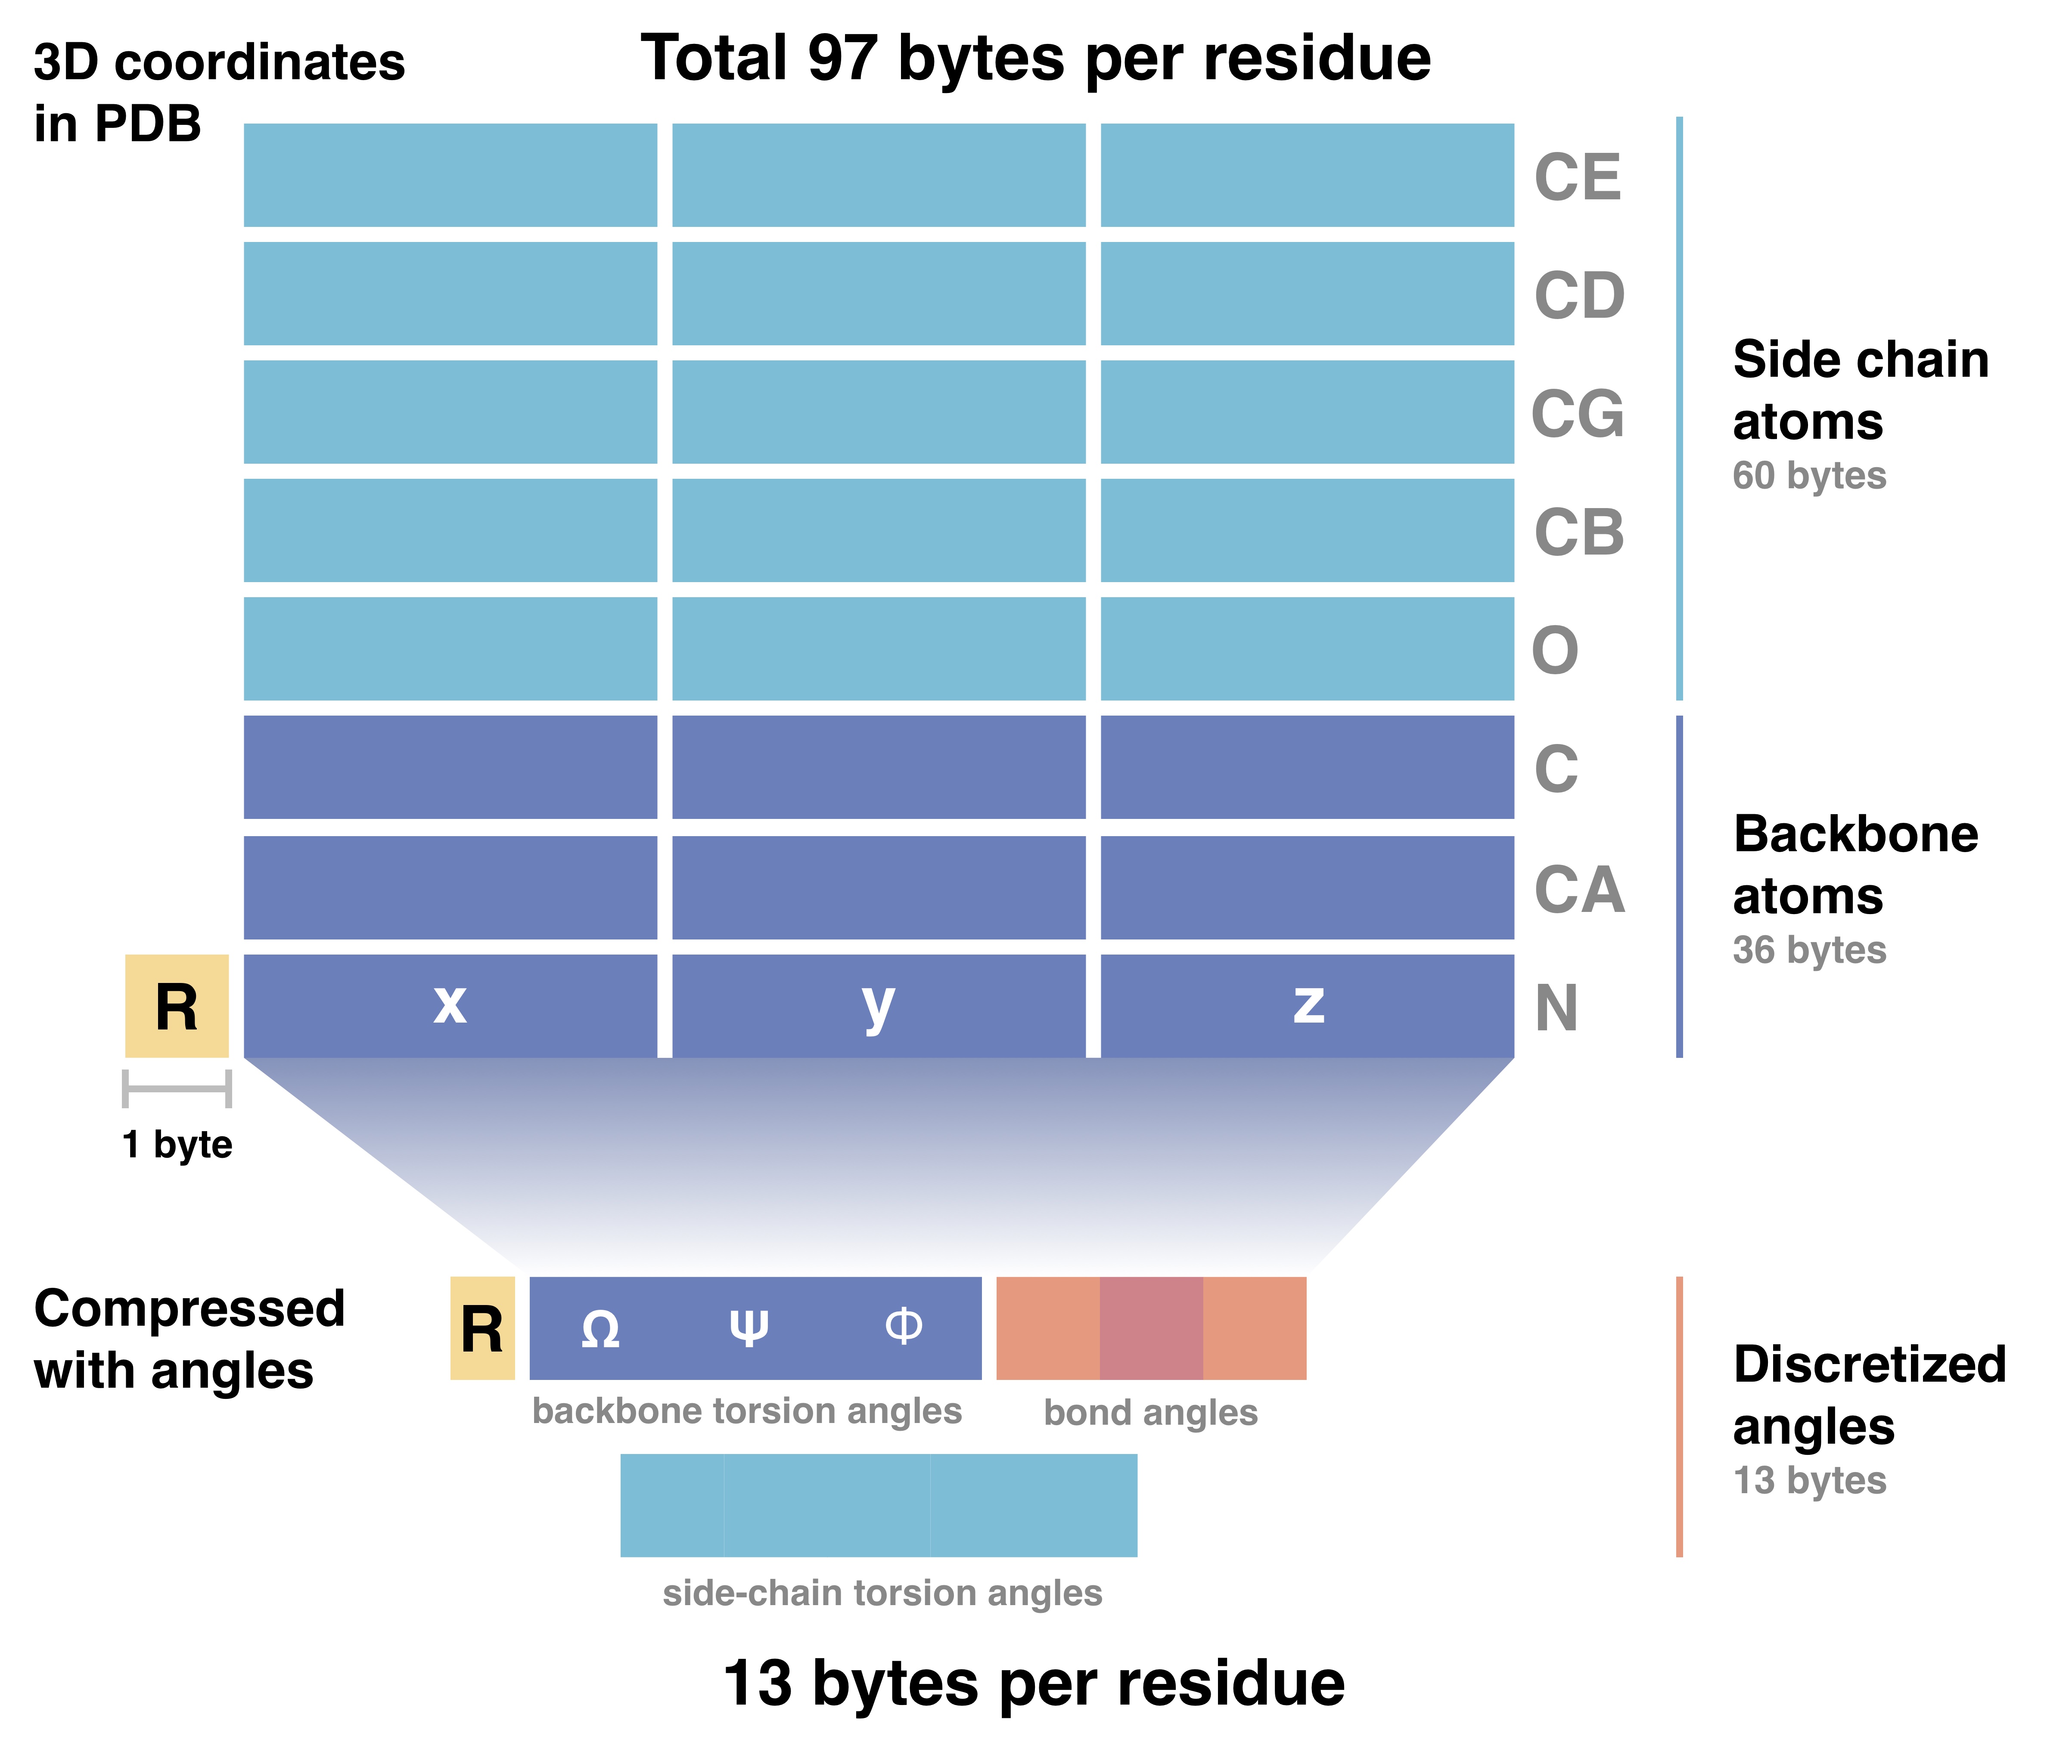 3D coordinates
in PDB
Total 97 bytes per residue
CE
CD
CG
CB
O
Side chain
atoms
60 bytes
C
CA
N
Backbone
atoms
36 bytes
R
x
y
z
1 byte
Compressed
with angles
R
Ω
Ψ
Φ
backbone torsion angles
bond angles
side-chain torsion angles
Discretized
angles
13 bytes
13 bytes per residue